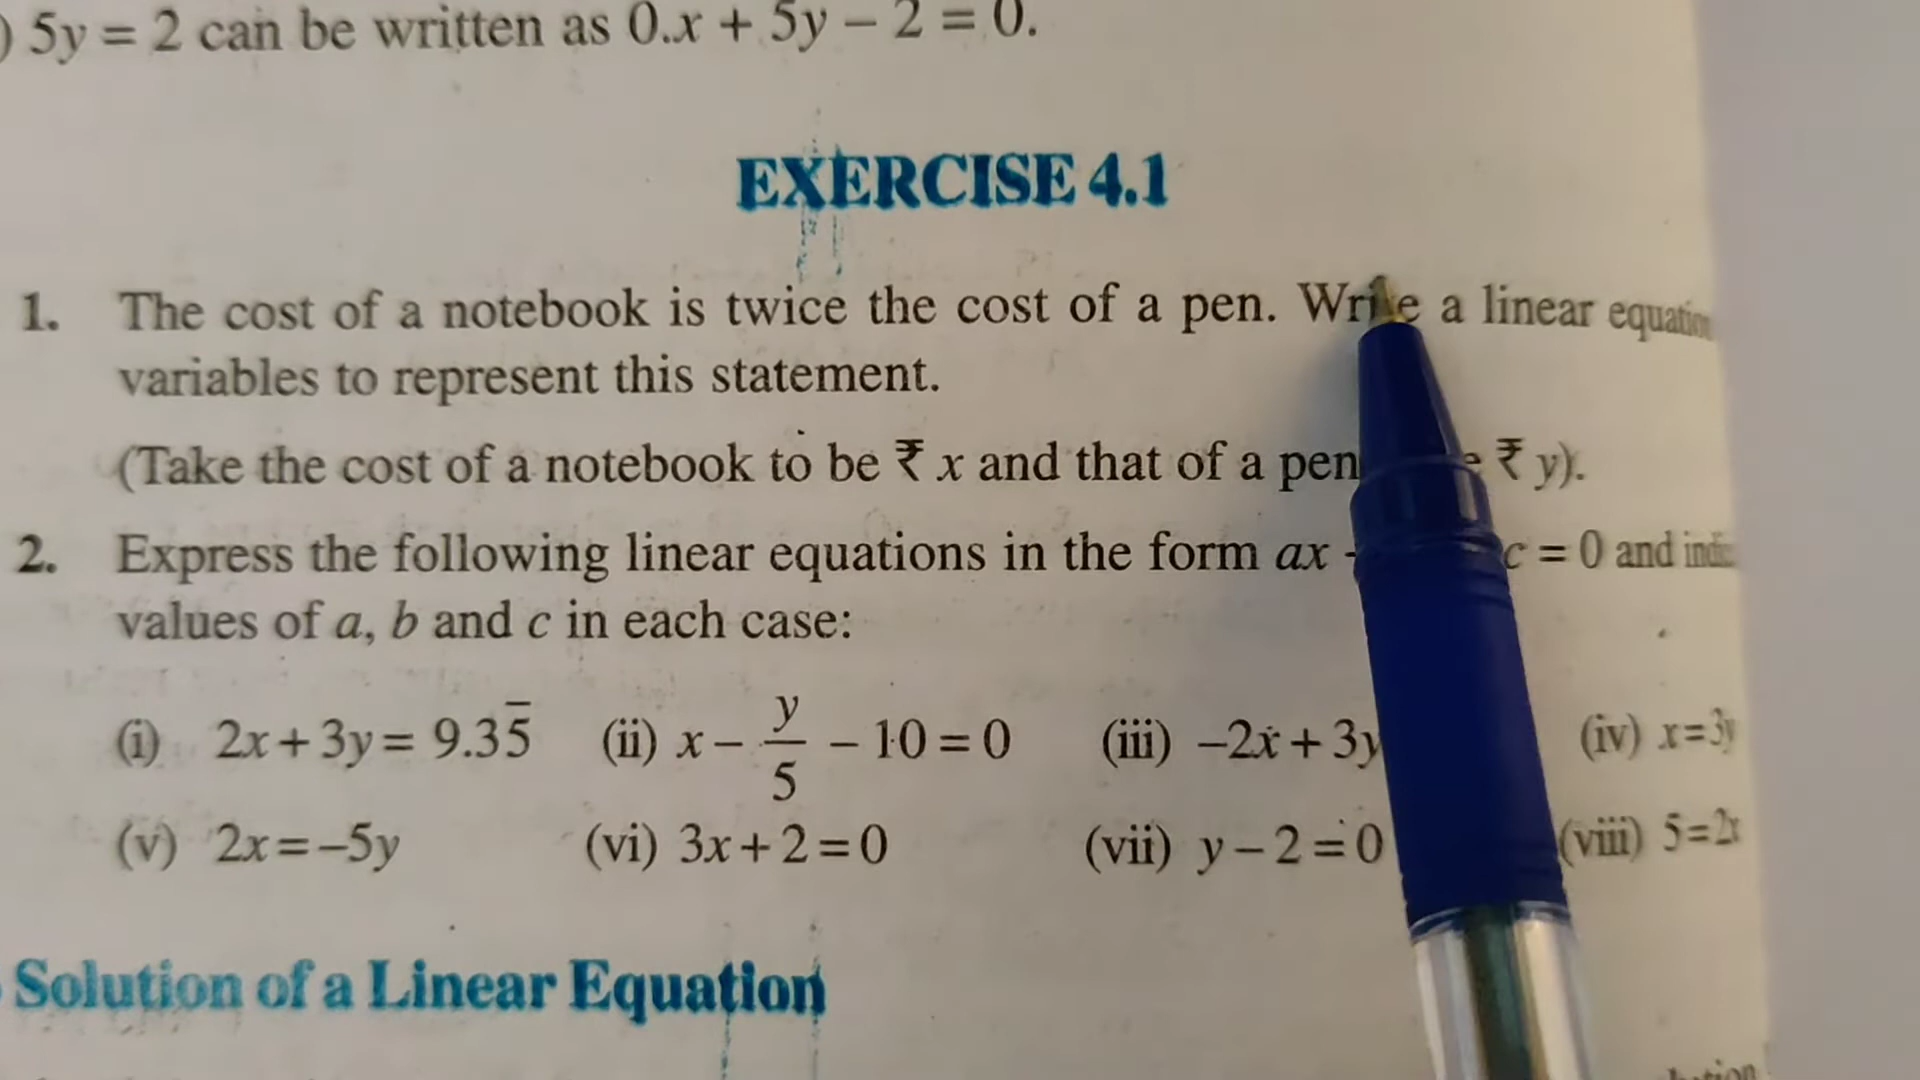 ) 5y = 2 can be written as 0.x + 5y – 2 = 0.
EXERCISE 4.1
1. The cost of a notebook is twice the cost of a pen. Write a linear equation
variables to represent this statement.
(Take the cost of a notebook to be ₹ x and that of a pen ₹ y).
2. Express the following linear equations in the form ax c = 0 and
values of a, b and c in each case:
(i) 2x + 3y = 9.35̅ (ii) x – y/5 – 10 = 0 (iii) –2x + 3y (iv) x = 3y
(v) 2x = –5y (vi) 3x + 2 = 0 (vii) y – 2 = 0 (viii) 5 = 2x
Solution of a Linear Equation